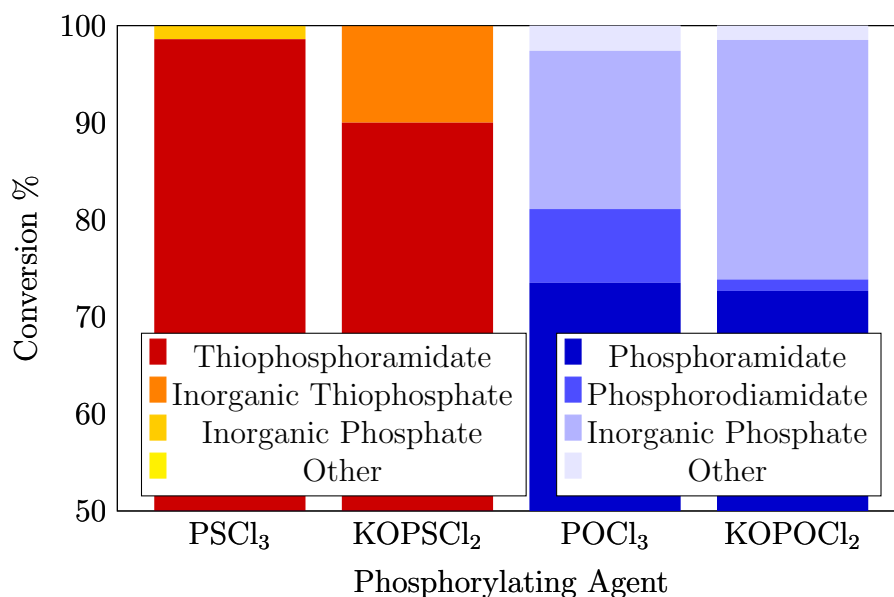 100
90
80
70
60
50
Conversion %
Thiophosphoramidate
Inorganic Thiophosphate
Inorganic Phosphate
Other
Phosphoramidate
Phosphorodiamidate
Inorganic Phosphate
Other
PSCl₃ KOPSCl₂ POCl₃ KOPOCl₂
Phosphorylating Agent